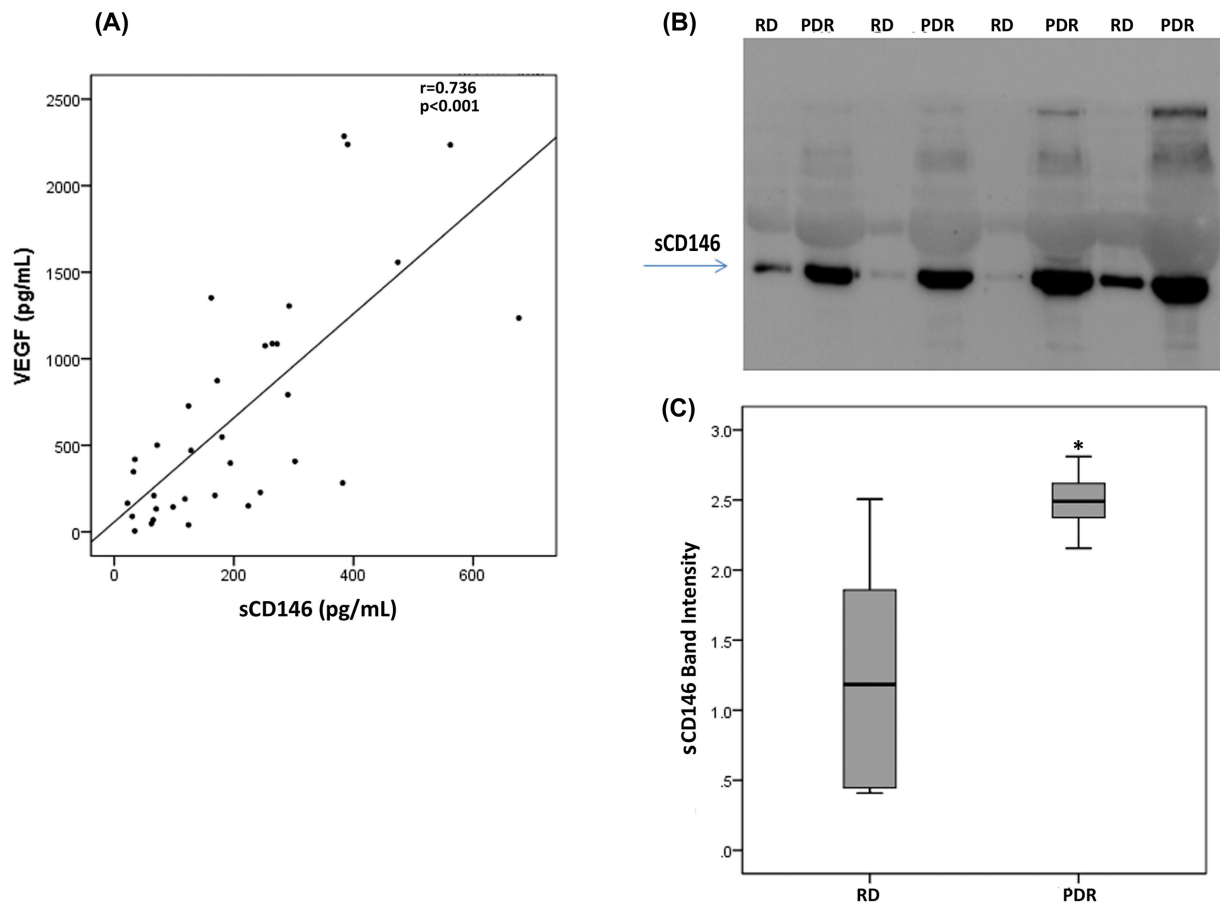 (A)
r=0.736
p<0.001
2500
2000
1500
1000
500
0
VEGF (pg/mL)
0 200 400 600
sCD146 (pg/mL)
(B)
RD PDR RD PDR RD PDR RD PDR
sCD146
(C)
3.0
2.5
2.0
1.5
1.0
.5
.0
sCD146 Band Intensity
*
RD PDR